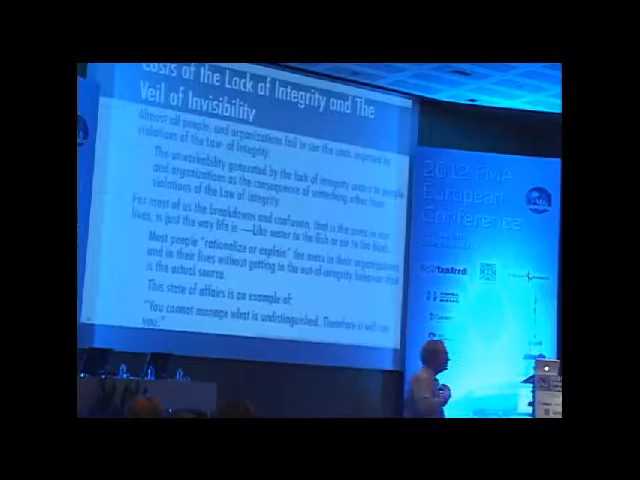 Costs of the Lack of Integrity and The
Veil of Invisibility
Almost all people, and organizations fail to see the costs imposed by
violations of the Law of Integrity.
The unworkability generated by the lack of integrity occurs to people
and organizations as the consequence of something other than
violations of the Law of integrity.
For most of us the breakdowns and confusion, that is the mess in our
lives, is just the way life is —Like water to the fish or air to the bird.
Most people "rationalize or explain" the mess in their organizations
and in their lives without getting to the out-of-integrity behavior that
is the actual source.
This state of affairs is an example of:
"You cannot manage what is undistinguished. Therefore it will run
you."
2012 FMA
European
Conference
YapıKredi